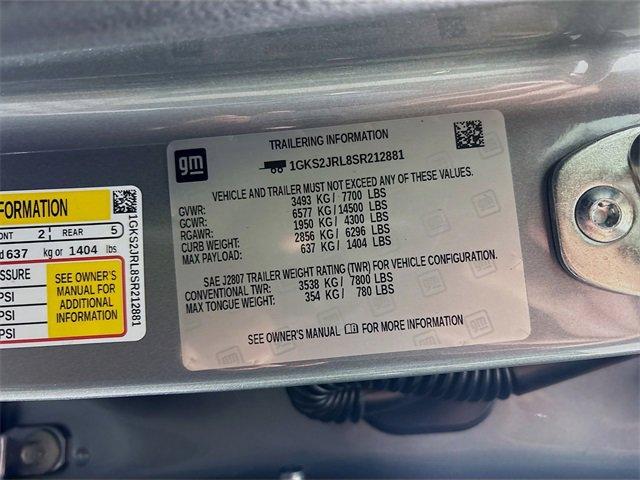 FORMATION
ONT 2 REAR 5
d 637 kg or 1404 lbs
ESSURE
PSI
PSI
PSI
SEE OWNER'S
MANUAL FOR
ADDITIONAL
INFORMATION
1GKS2JRL8SR212881
gm
TRAILERING INFORMATION
1GKS2JRL8SR212881
VEHICLE AND TRAILER MUST NOT EXCEED ANY OF THESE VALUES.
GVWR: 3493 KG / 7700 LBS
GCWR: 6577 KG / 14500 LBS
RGAWR: 1950 KG / 4300 LBS
CURB WEIGHT: 2856 KG / 6296 LBS
MAX PAYLOAD: 637 KG / 1404 LBS
SAE J2807 TRAILER WEIGHT RATING (TWR) FOR VEHICLE CONFIGURATION.
CONVENTIONAL TWR: 3538 KG / 7800 LBS
MAX TONGUE WEIGHT: 354 KG / 780 LBS
SEE OWNER'S MANUAL FOR MORE INFORMATION